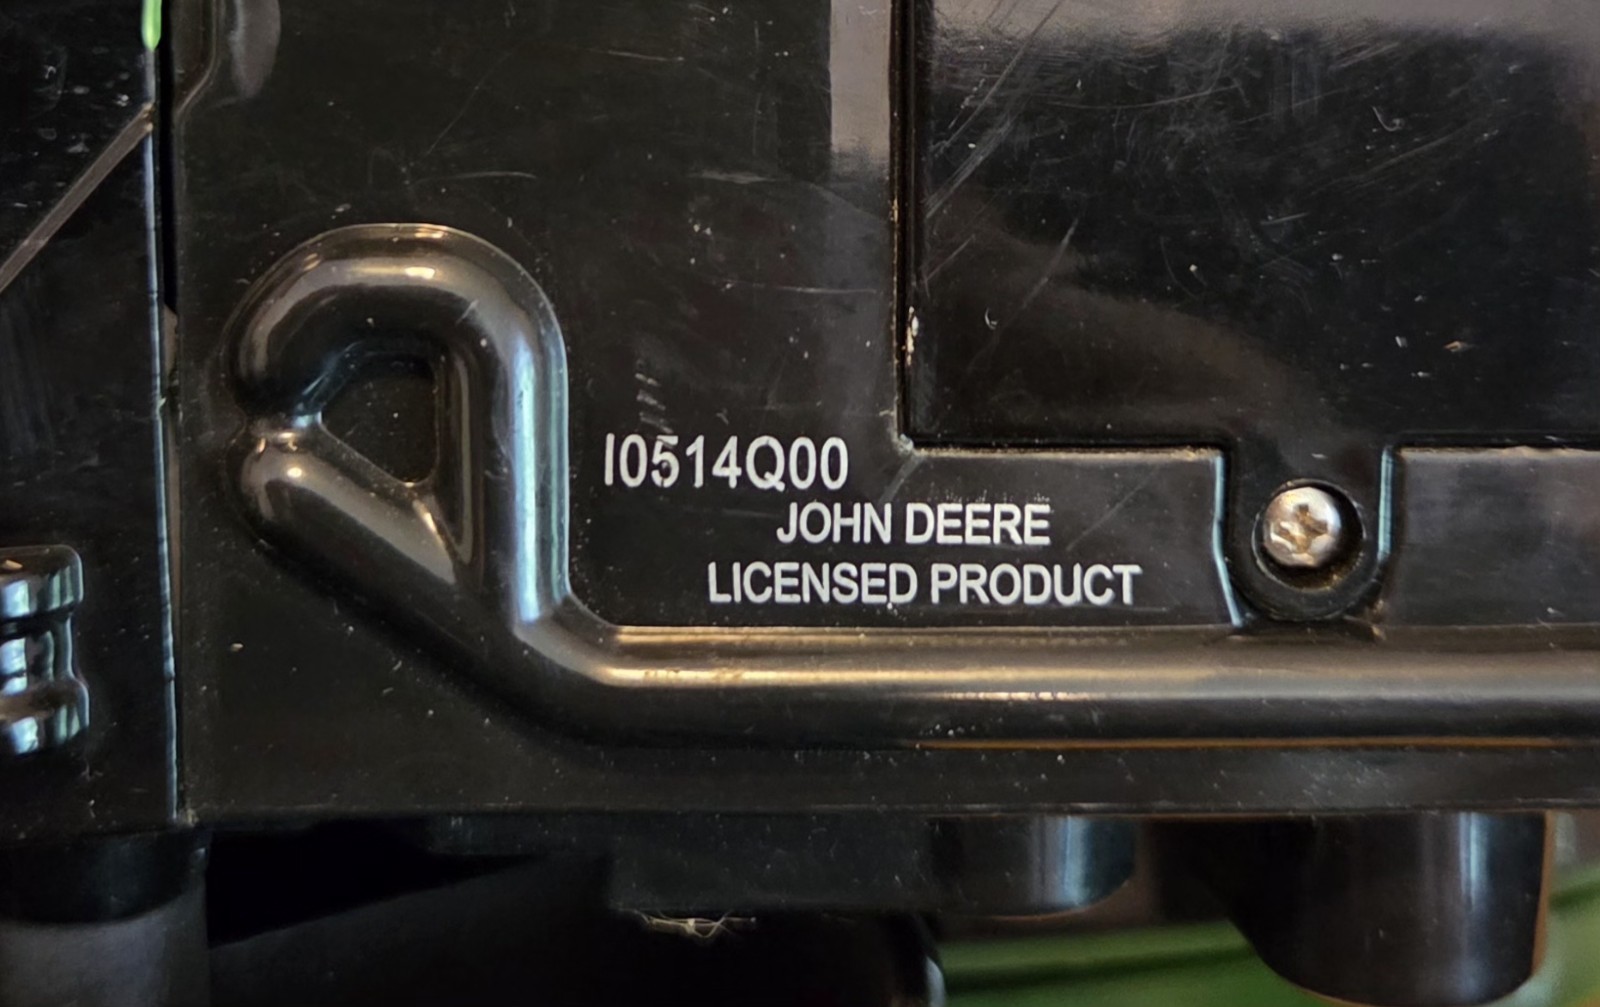 I0514Q00
JOHN DEERE
LICENSED PRODUCT